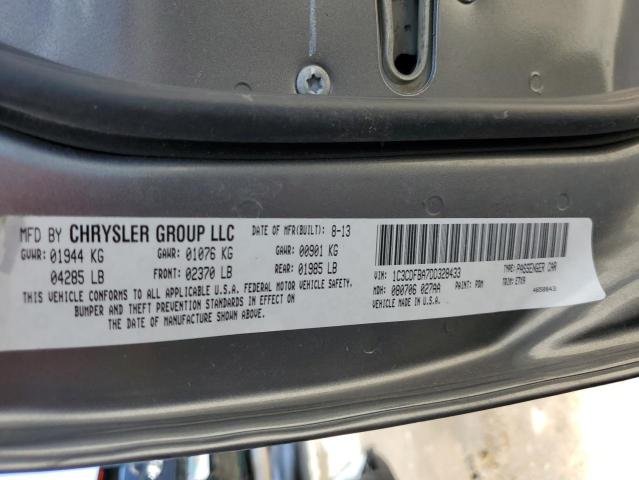 MFD BY CHRYSLER GROUP LLC DATE OF MFR(BUILT): 8-13
GVWR: 01944 KG GAWR: 01076 KG GAWR: 00901 KG
04285 LB FRONT: 02370 LB REAR: 01985 LB
THIS VEHICLE CONFORMS TO ALL APPLICABLE U.S.A. FEDERAL MOTOR VEHICLE SAFETY,
BUMPER AND THEFT PREVENTION STANDARDS IN EFFECT ON
THE DATE OF MANUFACTURE SHOWN ABOVE.
VIN: 1C3CDFBA7DD328433 TYPE: PASSENGER CAR
MDH: 080706 027AA PAINT: PDM TRIM: E7X9
VEHICLE MADE IN U.S.A.